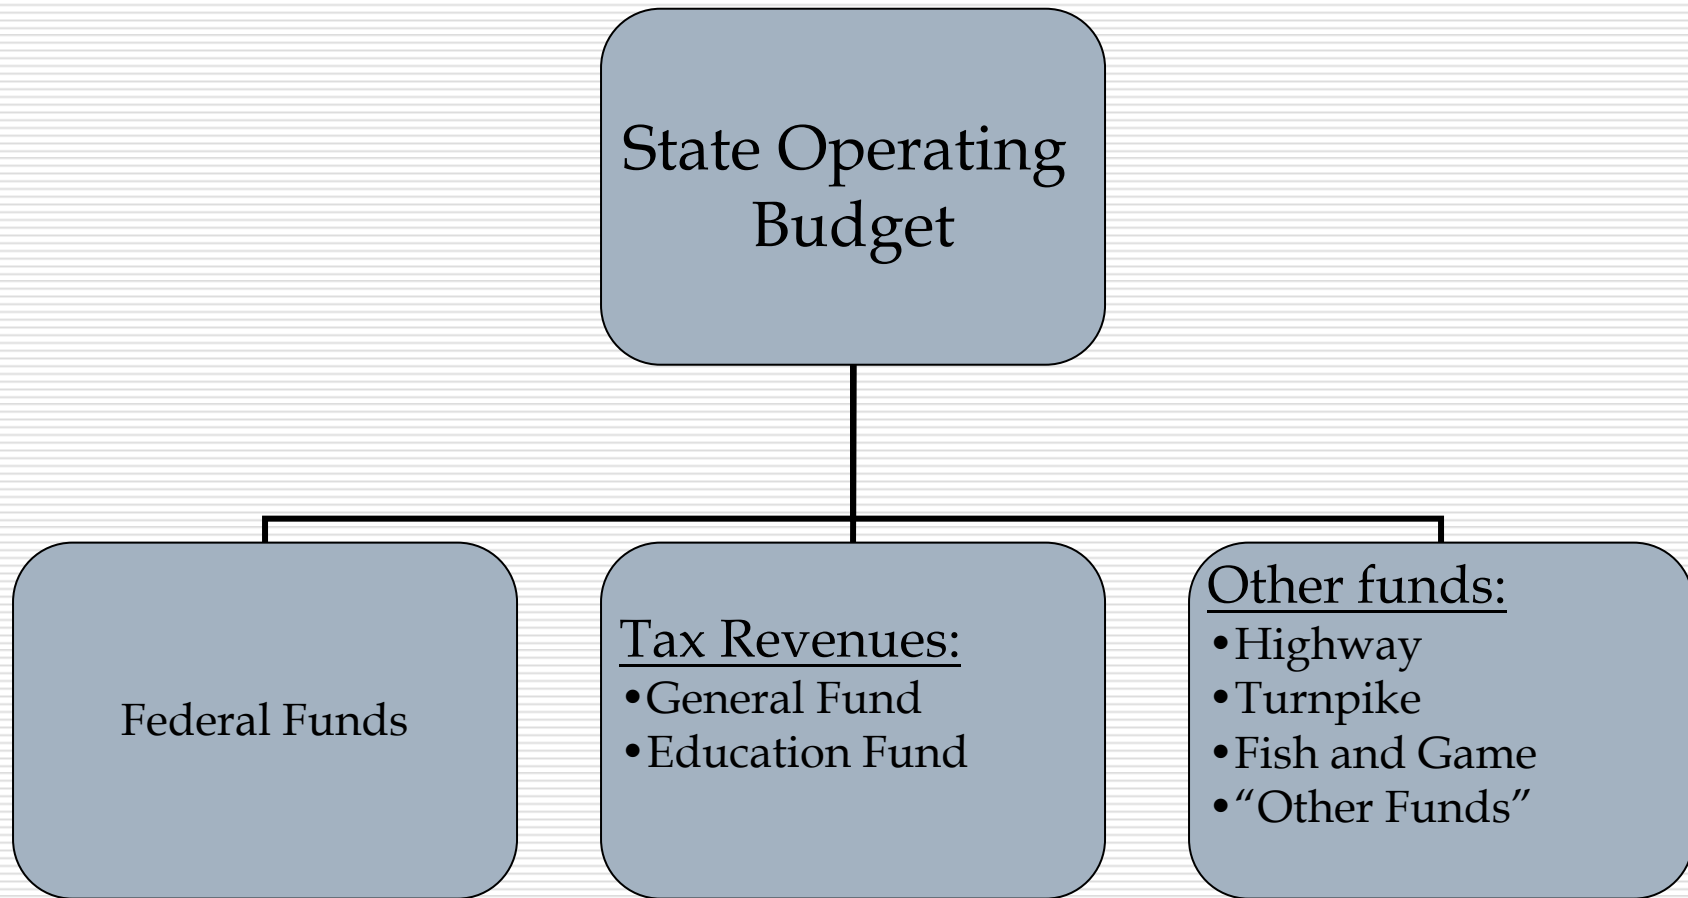 State Operating
Budget
Federal Funds
Tax Revenues:
•General Fund
•Education Fund
Other funds:
•Highway
•Turnpike
•Fish and Game
•“Other Funds”